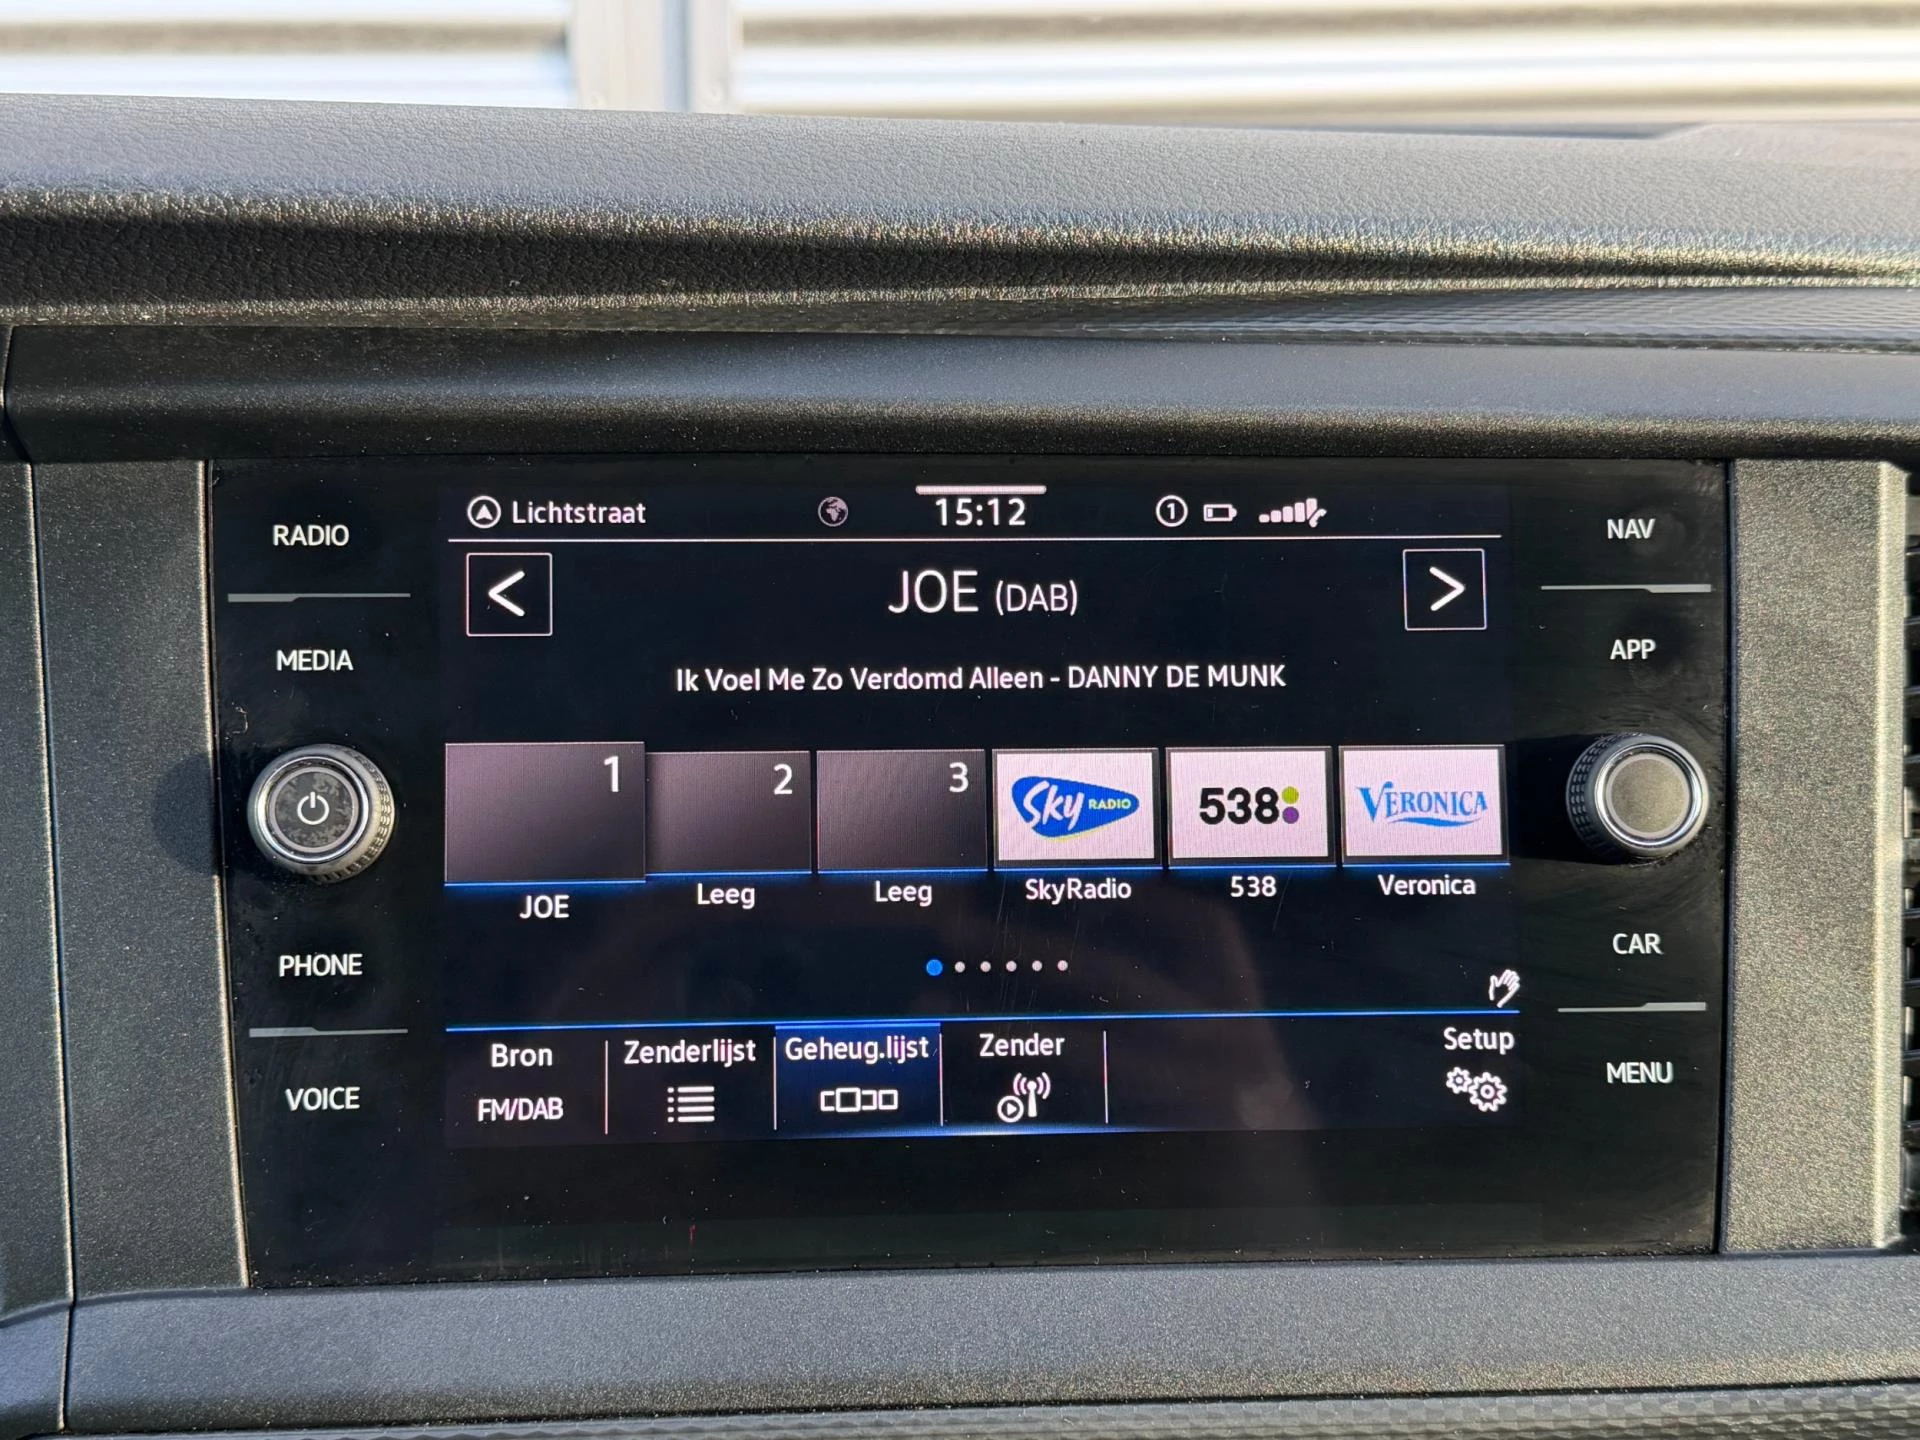 RADIO
MEDIA
PHONE
VOICE
Lichtstraat
15:12
1
< JOE (DAB) >
Ik Voel Me Zo Verdomd Alleen - DANNY DE MUNK
1 2 3 Sky RADIO 538 VERONICA
JOE Leeg Leeg SkyRadio 538 Veronica
Bron Zenderlijst Geheug.lijst Zender Setup
FM/DAB
NAV
APP
CAR
MENU